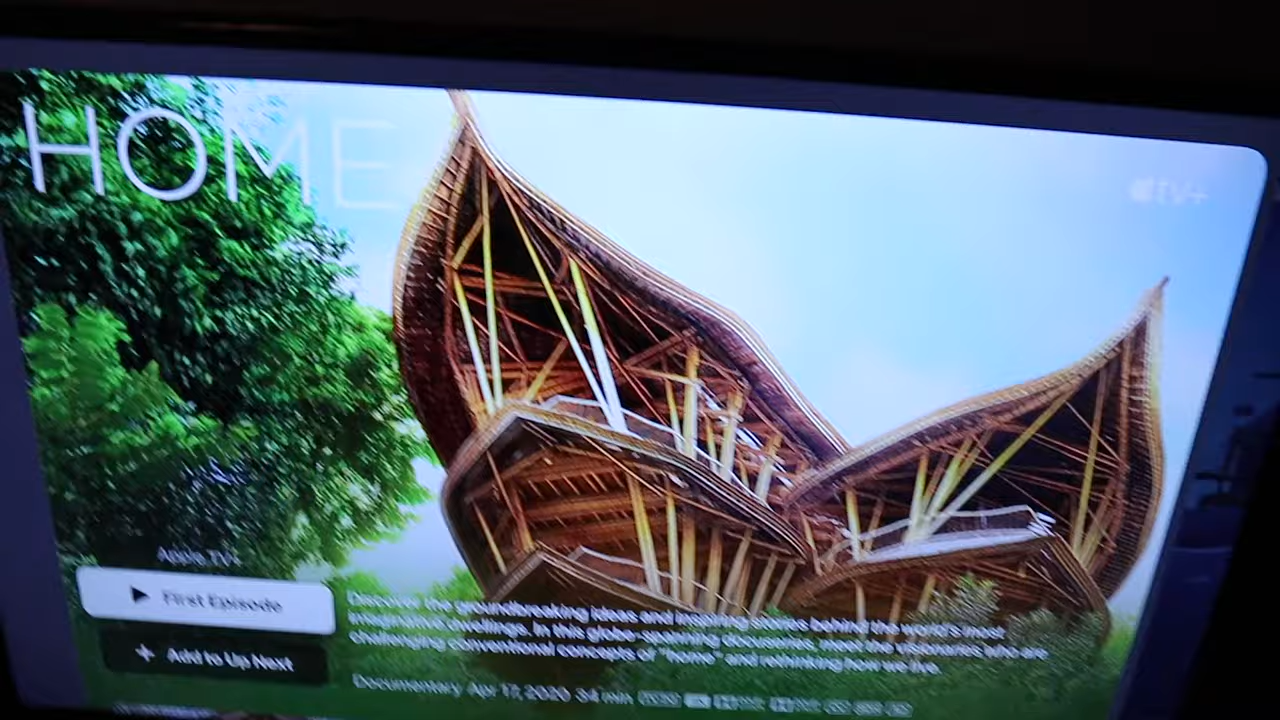 HOME
tv+
Apple TV+
First Episode
+ Add to Up Next
Discover the groundbreaking ideas and inspiring stories behind the world's most
imaginative dwellings. In this globe-spanning docuseries, meet the visionaries who are
challenging conventional concepts of "home" and rethinking how we live.
Documentary Apr 17, 2020 34 min